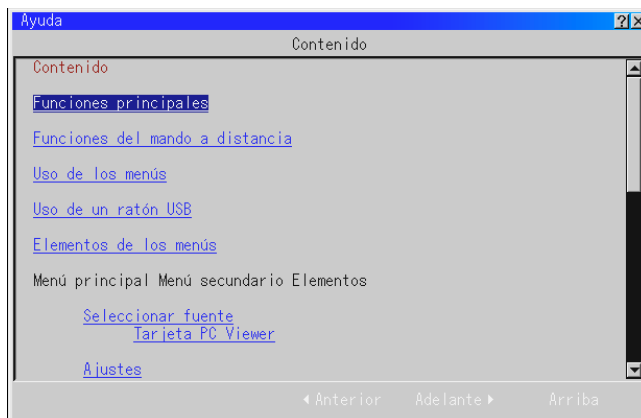 Ayuda
Contenido
Contenido
Funciones principales
Funciones del mando a distancia
Uso de los menús
Uso de un ratón USB
Elementos de los menús
Menú principal Menú secundario Elementos
Seleccionar fuente
Tarjeta PC Viewer
Ajustes
Anterior Adelante Arriba